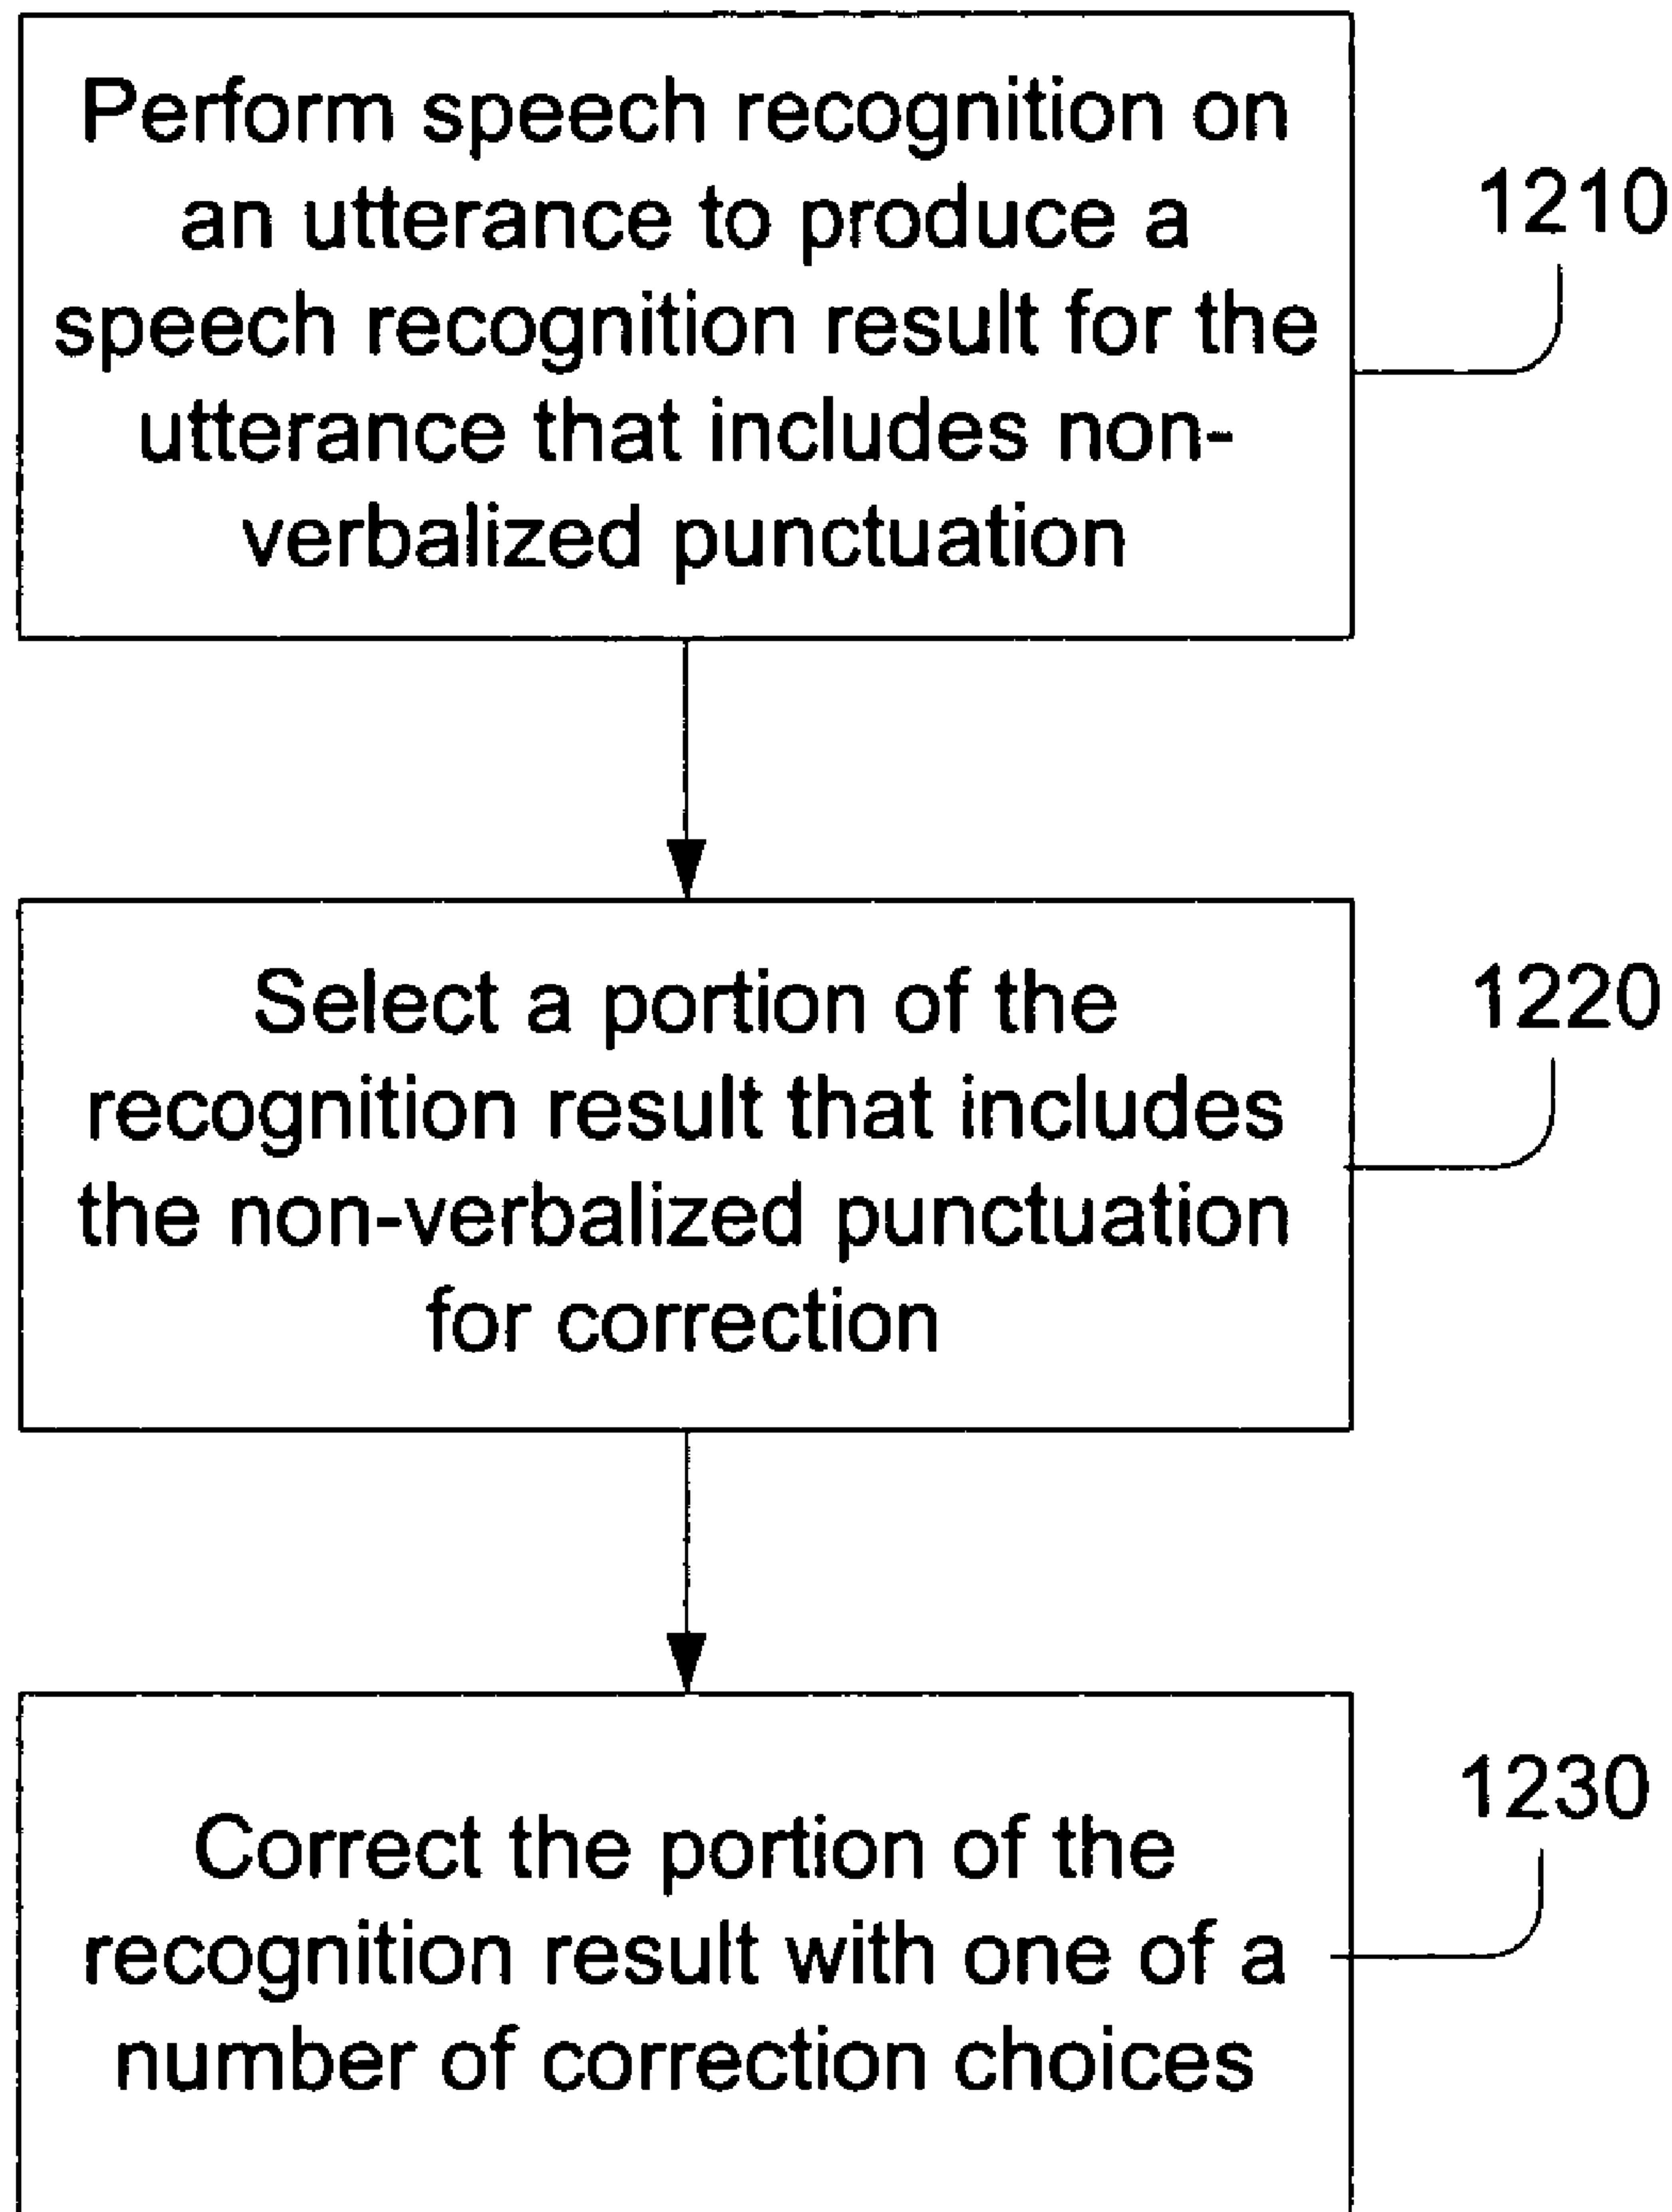 Perform speech recognition on
an utterance to produce a
speech recognition result for the
utterance that includes non-
verbalized punctuation
1210
Select a portion of the
recognition result that includes
the non-verbalized punctuation
for correction
1220
Correct the portion of the
recognition result with one of a
number of correction choices
1230